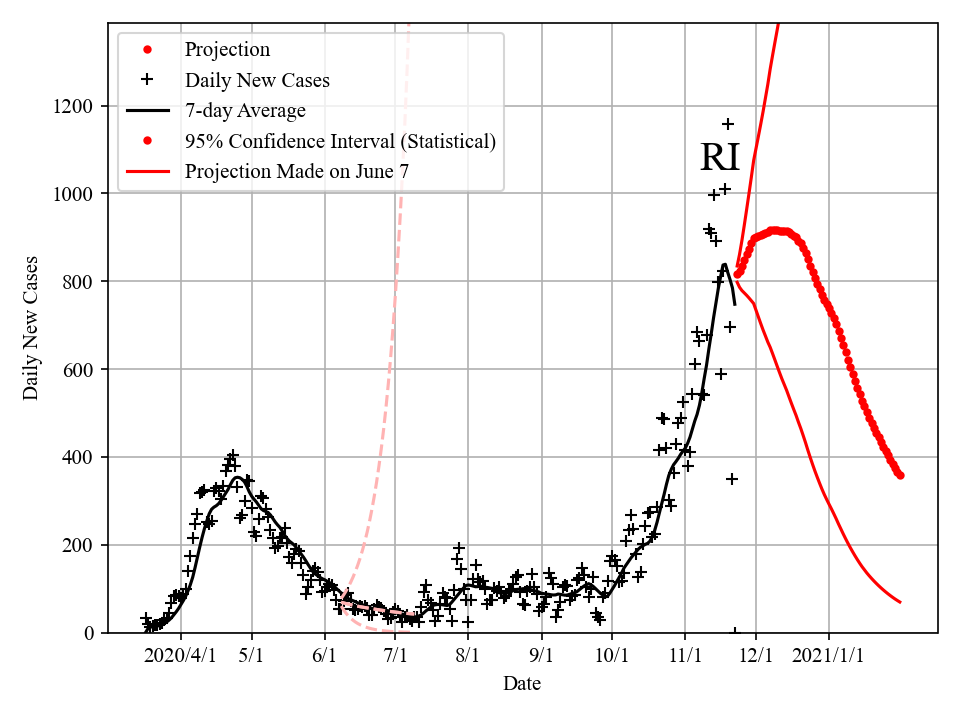 Projection
Daily New Cases
7-day Average
95% Confidence Interval (Statistical)
Projection Made on June 7
RI
1200
1000
800
600
400
200
0
Daily New Cases
2020/4/1 5/1 6/1 7/1 8/1 9/1 10/1 11/1 12/1 2021/1/1
Date